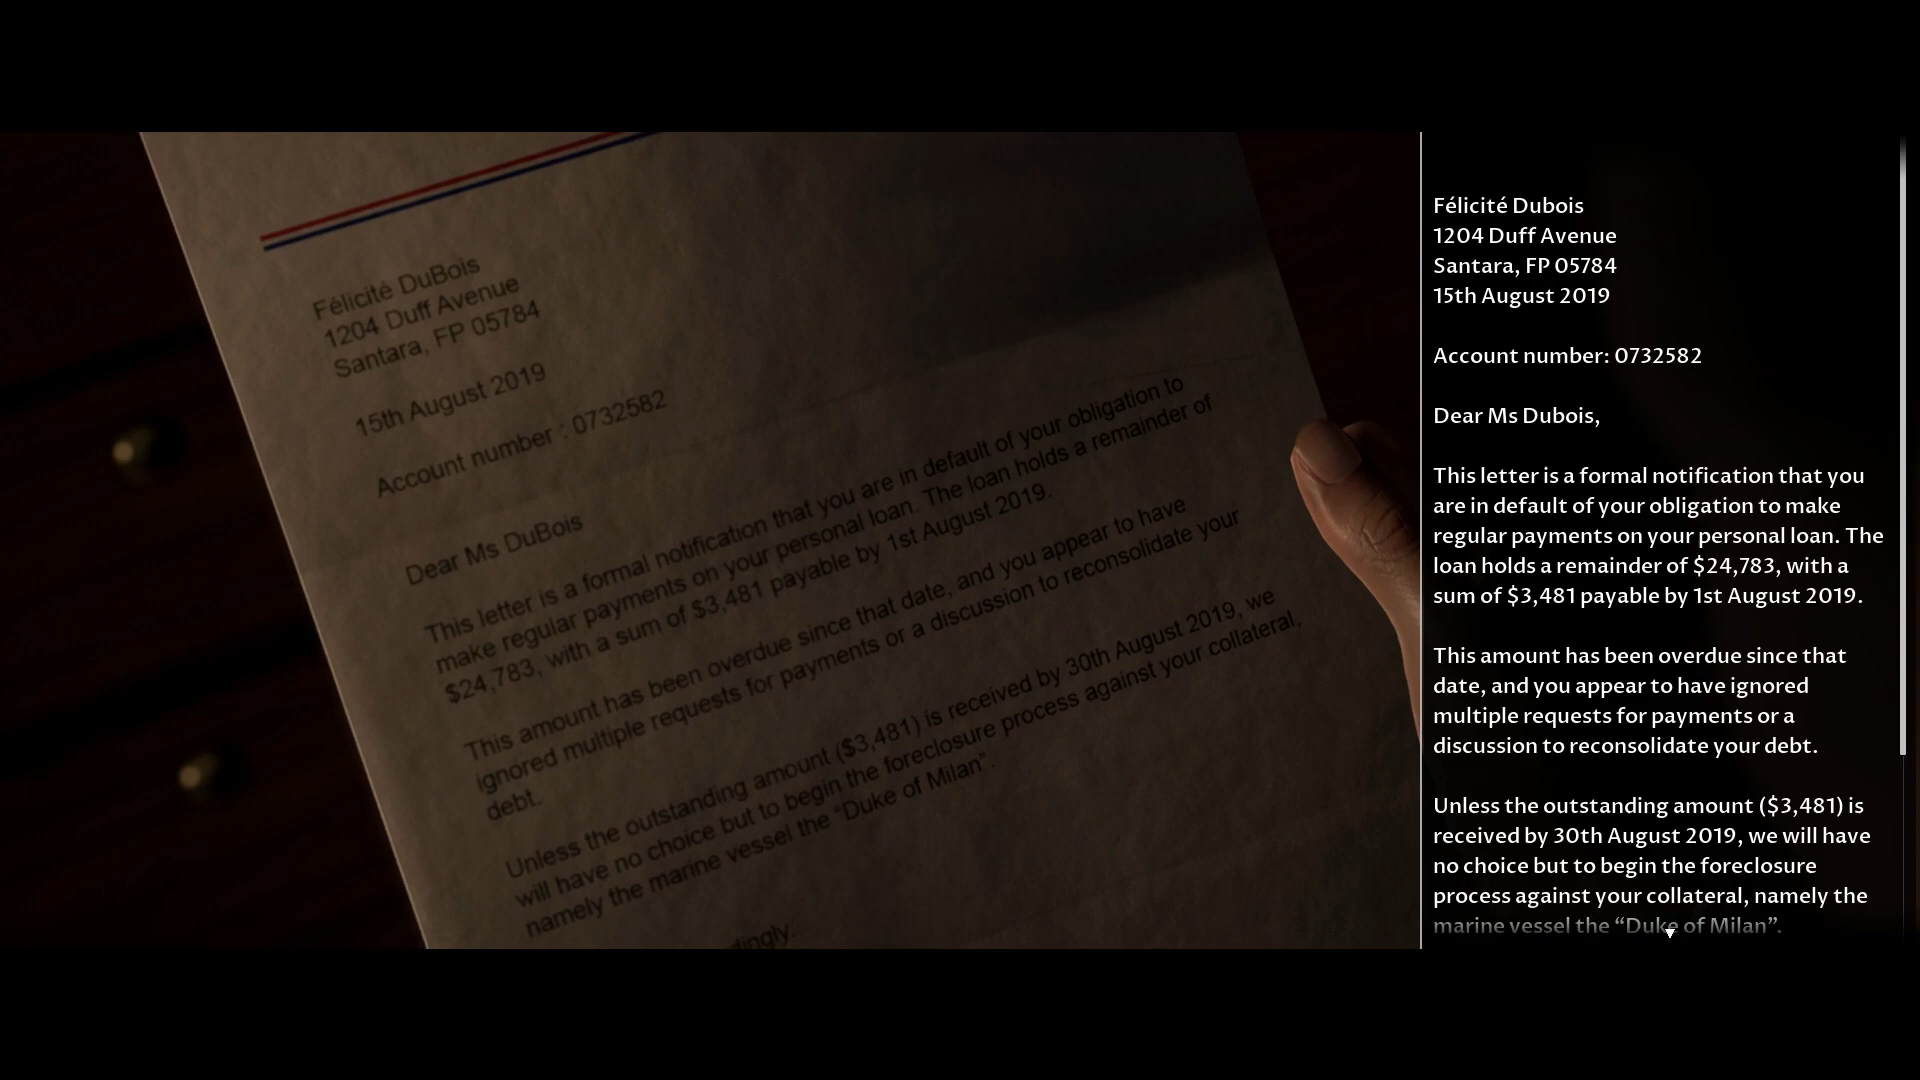 Félicité DuBois
1204 Duff Avenue
Santara, FP 05784
15th August 2019
Account number : 0732582
Dear Ms DuBois
This letter is a formal notification that you are in default of your obligation to
make regular payments on your personal loan. The loan holds a remainder of
$24,783, with a sum of $3,481 payable by 1st August 2019.
This amount has been overdue since that date, and you appear to have
ignored multiple requests for payments or a discussion to reconsolidate your
debt.
Unless the outstanding amount ($3,481) is received by 30th August 2019, we
will have no choice but to begin the foreclosure process against your collateral,
namely the marine vessel the “Duke of Milan”.
Félicité Dubois
1204 Duff Avenue
Santara, FP 05784
15th August 2019
Account number: 0732582
Dear Ms Dubois,
This letter is a formal notification that you
are in default of your obligation to make
regular payments on your personal loan. The
loan holds a remainder of $24,783, with a
sum of $3,481 payable by 1st August 2019.
This amount has been overdue since that
date, and you appear to have ignored
multiple requests for payments or a
discussion to reconsolidate your debt.
Unless the outstanding amount ($3,481) is
received by 30th August 2019, we will have
no choice but to begin the foreclosure
process against your collateral, namely the
marine vessel the “Duke of Milan”.